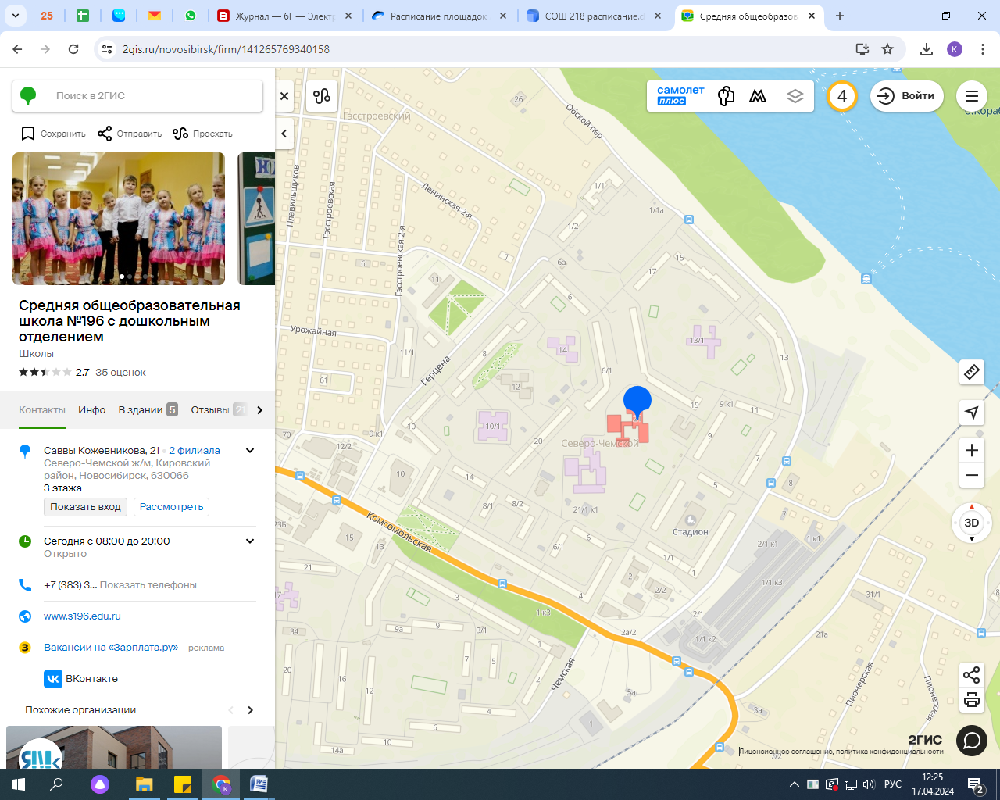 25
Журнал — 6Г — Электр
Расписание площадок
СОШ 218 расписание.d
Средняя общеобразов
2gis.ru/novosibirsk/firm/141265769340158
K
Поиск в 2ГИС
Сохранить
Отправить
Проехать
Средняя общеобразовательная
школа №196 с дошкольным
отделением
Школы
2.7 35 оценок
Контакты Инфо В здании 5 Отзывы 21
Саввы Кожевникова, 21 • 2 филиала
Северо-Чемской ж/м, Кировский
район, Новосибирск, 630066
3 этажа
Показать вход Рассмотреть
Сегодня с 08:00 до 20:00
Открыто
+7 (383) 3... Показать телефоны
www.s196.edu.ru
Вакансии на «Зарплата.ру» — реклама
ВКонтакте
Похожие организации
самолет
плюс
4
Войти
3D
Гэсстроевский
26
Обской пер
Плавильщиков
Гэсстроевская
Ленинская 2-я
Гэсстроевская 2-я
1/1
1/1а
1/2
7
6а
15
17
6
11
6
Урожайная
11/1
Герцена
8
14
13/1
13
6/1
61
12
19
9 к1
11
10/1
20
Северо-Чемской
70
9 к1
12/2
10
14
5
8
8/1
8/2
21/1 к1
7
Комсомольская
Стадион
23Б
15
13
6/1
1/1
2/1 к1
1 к1
21
4
1
2/2
1/1 к3
17
3
1 к3
2/1
31/1
34
9а
9
3/1
2а/2
1/1 к2
21а
20
16
7
5
12
Чемская
5а
Пионерская
Пионерская
4
1
10
14а
10
7/2
2ГИС
Лицензионное соглашение, политика конфиденциальности
РУС
12:25
17.04.2024
2